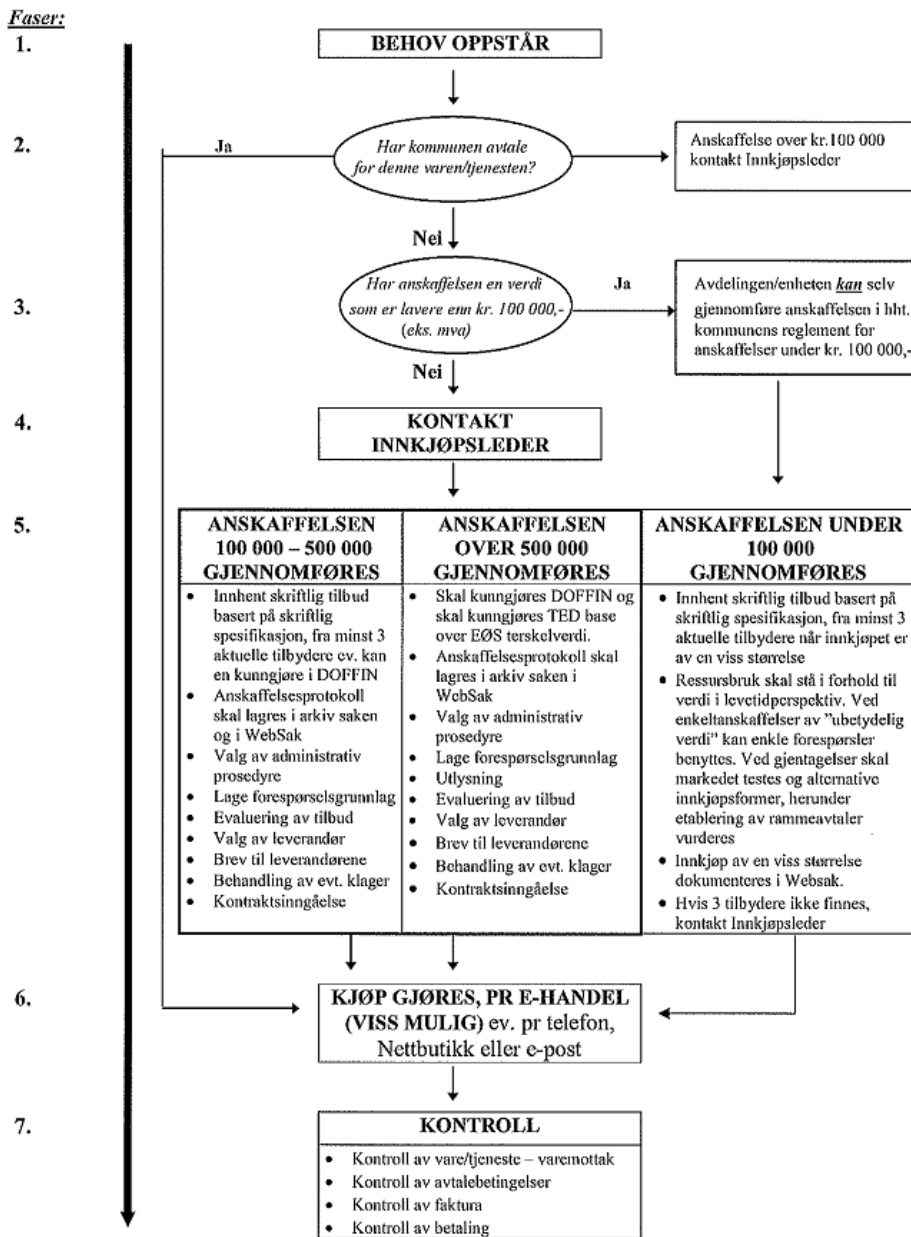 Faser:
1.
BEHOV OPPSTÅR
2.
Ja
Har kommunen avtale
for denne varen/tjenesten?
Anskaffelse over kr.100 000
kontakt Innkjøpsleder
Nei
3.
Har anskaffelsen en verdi
som er lavere enn kr. 100 000,-
(eks. mva)
Ja
Avdelingen/enheten kan selv
gjennomføre anskaffelsen i hht.
kommunens reglement for
anskaffelser under kr. 100 000,-
Nei
4.
KONTAKT
INNKJØPSLEDER
5.
ANSKAFFELSEN
100 000 – 500 000
GJENNOMFØRES
• Innhent skriftlig tilbud
basert på skriftlig
spesifikasjon, fra minst 3
aktuelle tilbydere ev. kan
en kunngjøre i DOFFIN
• Anskaffelsesprotokoll
skal lagres i arkiv saken
og i WebSak
• Valg av administrativ
prosedyre
• Lage forespørselsgrunnlag
• Evaluering av tilbud
• Valg av leverandør
• Brev til leverandørene
• Behandling av evt. klager
• Kontraktsinngåelse
ANSKAFFELSEN
OVER 500 000
GJENNOMFØRES
• Skal kunngjøres DOFFIN og
skal kunngjøres TED base
over EØS terskelverdi.
• Anskaffelsesprotokoll skal
lagres i arkiv saken i
WebSak
• Valg av administrativ
prosedyre
• Lage forespørselsgrunnlag
• Utlysning
• Evaluering av tilbud
• Valg av leverandør
• Brev til leverandørene
• Behandling av evt. klager
• Kontraktsinngåelse
ANSKAFFELSEN UNDER
100 000
GJENNOMFØRES
• Innhent skriftlig tilbud basert på
skriftlig spesifikasjon, fra minst 3
aktuelle tilbydere når innkjøpet er
av en viss størrelse
• Ressursbruk skal stå i forhold til
verdi i levetidperspektiv. Ved
enkeltanskaffelser av ”ubetydelig
verdi” kan enkle forespørsler
benyttes. Ved gjentagelser skal
markedet testes og alternative
innkjøpsformer, herunder
etablering av rammeavtaler
vurderes
• Innkjøp av en viss størrelse
dokumenteres i Websak.
• Hvis 3 tilbydere ikke finnes,
kontakt Innkjøpsleder
6.
KJØP GJØRES, PR E-HANDEL
(VISS MULIG) ev. pr telefon,
Nettbutikk eller e-post
7.
KONTROLL
• Kontroll av vare/tjeneste – varemottak
• Kontroll av avtalebetingelser
• Kontroll av faktura
• Kontroll av betaling